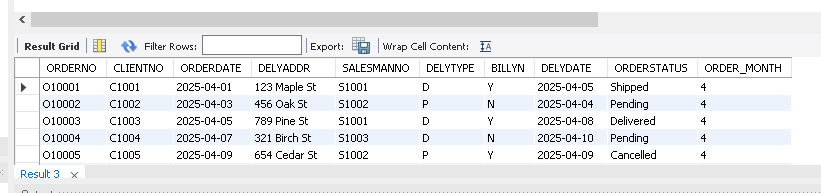 Result Grid Filter Rows: Export: Wrap Cell Content: IA
ORDERNO CLIENTNO ORDERDATE DELYADDR SALESMANNO DELYTYPE BILLYN DELYDATE ORDERSTATUS ORDER_MONTH
O10001 C1001 2025-04-01 123 Maple St S1001 D Y 2025-04-05 Shipped 4
O10002 C1002 2025-04-03 456 Oak St S1002 P N 2025-04-04 Pending 4
O10003 C1003 2025-04-05 789 Pine St S1001 D Y 2025-04-08 Delivered 4
O10004 C1004 2025-04-07 321 Birch St S1003 D N 2025-04-10 Pending 4
O10005 C1005 2025-04-09 654 Cedar St S1002 P Y 2025-04-09 Cancelled 4
Result 3